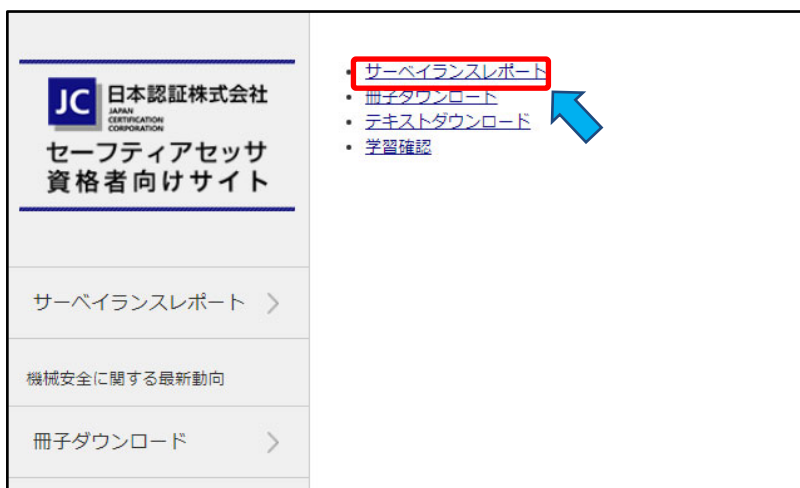 JC
日本認証株式会社
JAPAN
CERTIFICATION
CORPORATION
セーフティアセッサ
資格者向けサイト
サーベイランスレポート
機械安全に関する最新動向
冊子ダウンロード
・サーベイランスレポート
・冊子ダウンロード
・テキストダウンロード
・学習確認